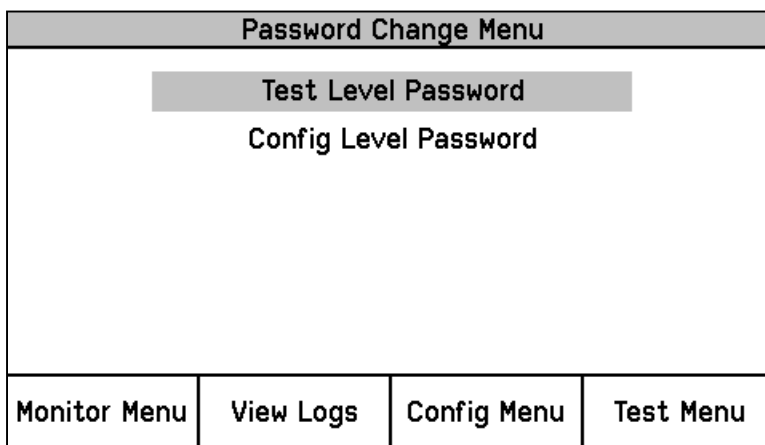 Password Change Menu
Test Level Password
Config Level Password
Monitor Menu View Logs Config Menu Test Menu